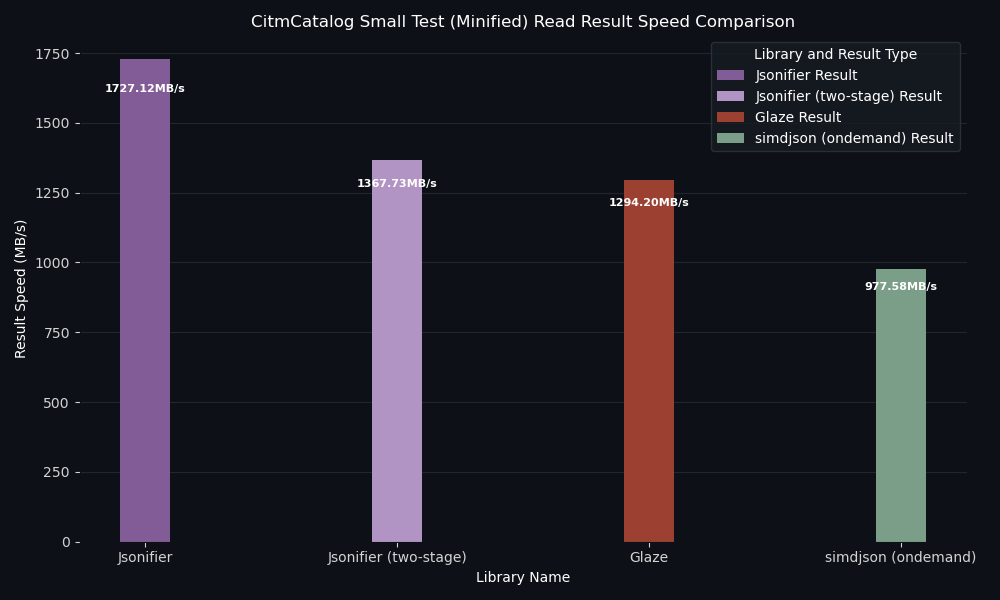 CitmCatalog Small Test (Minified) Read Result Speed Comparison
Library and Result Type
Jsonifier Result
Jsonifier (two-stage) Result
Glaze Result
simdjson (ondemand) Result
Result Speed (MB/s)
1750
1500
1250
1000
750
500
250
0
1727.12MB/s
1367.73MB/s
1294.20MB/s
977.58MB/s
Jsonifier
Jsonifier (two-stage)
Glaze
simdjson (ondemand)
Library Name